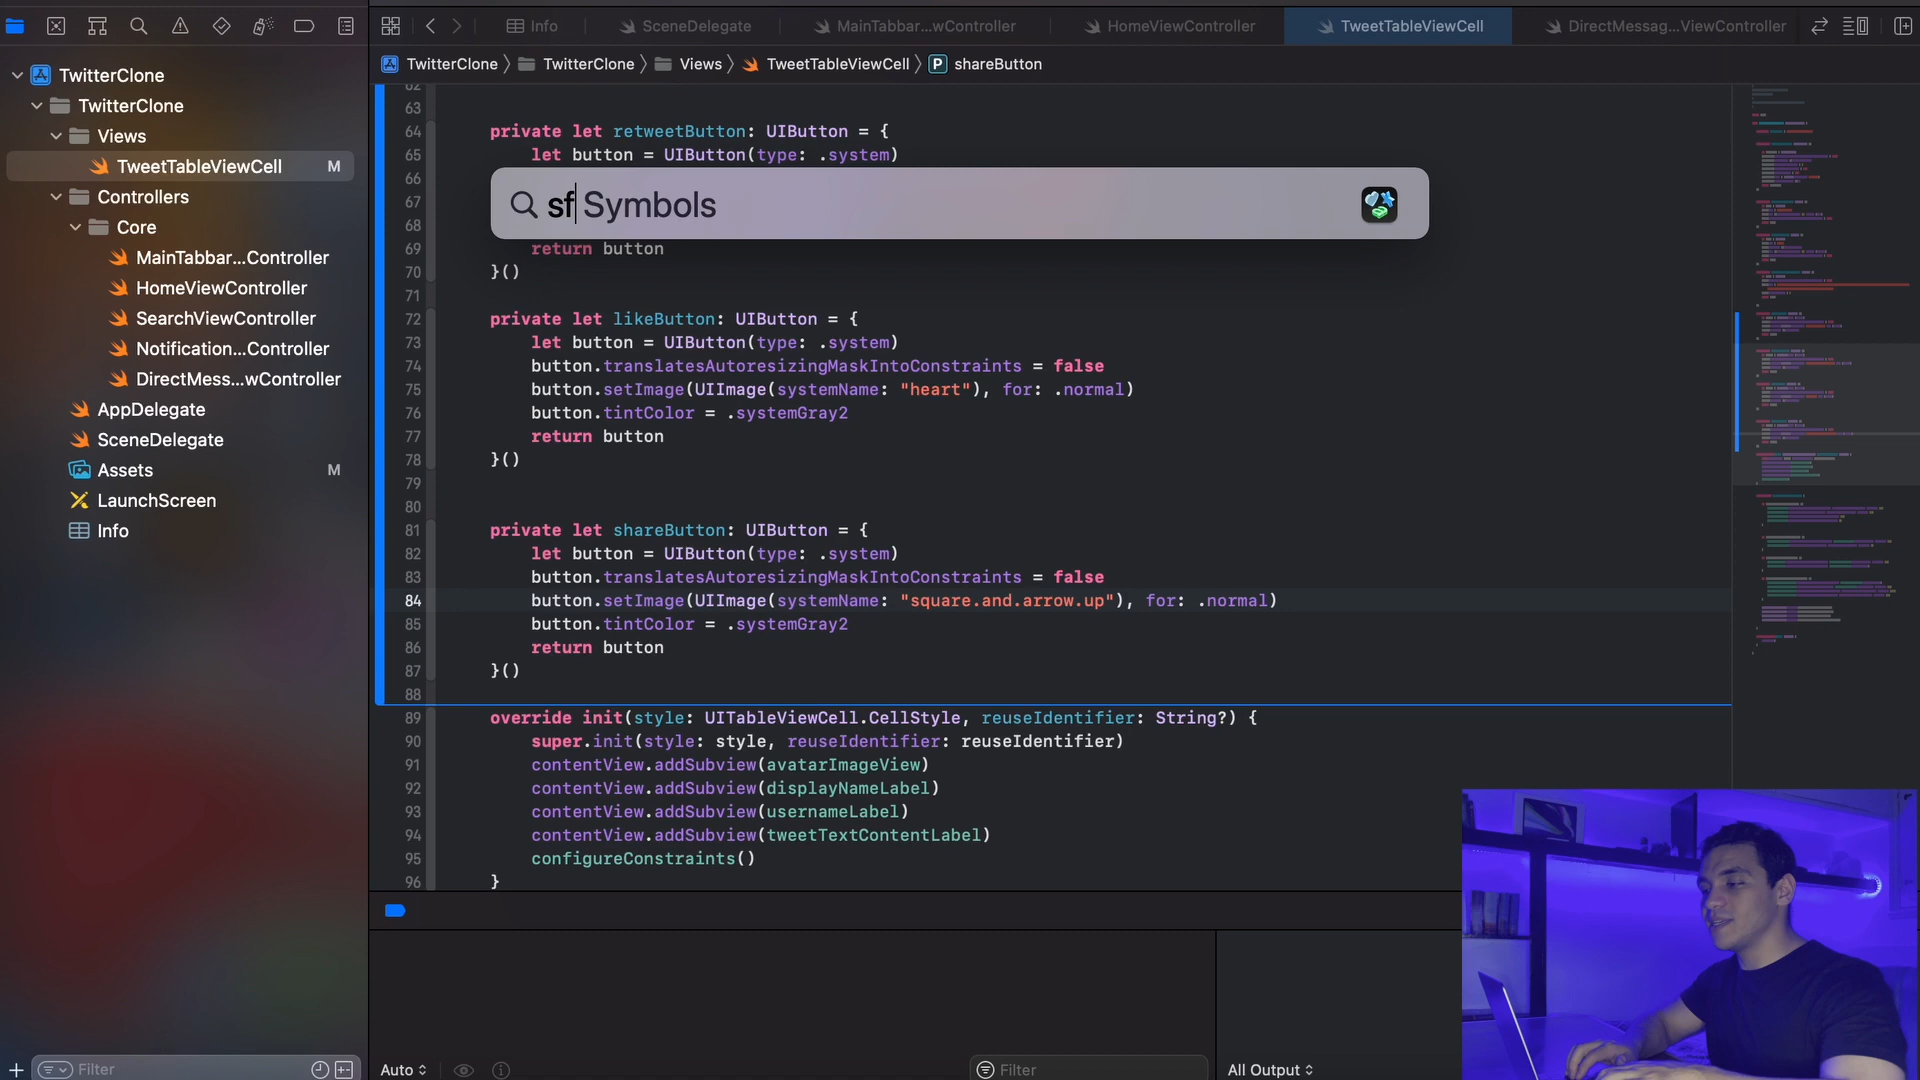 Info
SceneDelegate
MainTabbar...wController
HomeViewController
TweetTableViewCell
DirectMessag...ViewController
TwitterClone
TwitterClone
Views
TweetTableViewCell
P
shareButton
TwitterClone
TwitterClone
Views
TweetTableViewCell
M
Controllers
Core
MainTabbar...Controller
HomeViewController
SearchViewController
Notification...Controller
DirectMess...wController
AppDelegate
SceneDelegate
Assets
M
LaunchScreen
Info
Filter
62
63
64 private let retweetButton: UIButton = {
65 let button = UIButton(type: .system)
66
sf Symbols
67
68
69 return button
70 }()
71
72 private let likeButton: UIButton = {
73 let button = UIButton(type: .system)
74 button.translatesAutoresizingMaskIntoConstraints = false
75 button.setImage(UIImage(systemName: "heart"), for: .normal)
76 button.tintColor = .systemGray2
77 return button
78 }()
79
80
81 private let shareButton: UIButton = {
82 let button = UIButton(type: .system)
83 button.translatesAutoresizingMaskIntoConstraints = false
84 button.setImage(UIImage(systemName: "square.and.arrow.up"), for: .normal)
85 button.tintColor = .systemGray2
86 return button
87 }()
88
89 override init(style: UITableViewCell.CellStyle, reuseIdentifier: String?) {
90 super.init(style: style, reuseIdentifier: reuseIdentifier)
91 contentView.addSubview(avatarImageView)
92 contentView.addSubview(displayNameLabel)
93 contentView.addSubview(usernameLabel)
94 contentView.addSubview(tweetTextContentLabel)
95 configureConstraints()
96 }
Auto
Filter
All Output